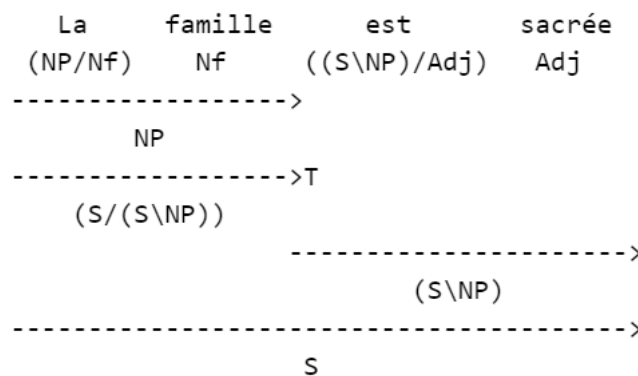 La famille est sacrée
(NP/Nf) Nf ((S\NP)/Adj) Adj
------------------>
NP
------------------>T
(S/(S\NP))
---------------------->
(S\NP)
---------------------------------------->
S